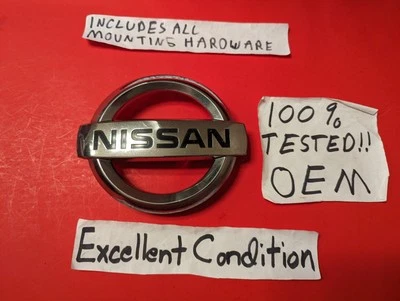 INCLUDES ALL
MOUNTING HARDWARE
NISSAN
100%
TESTED!!
OEM
Excellent Condition